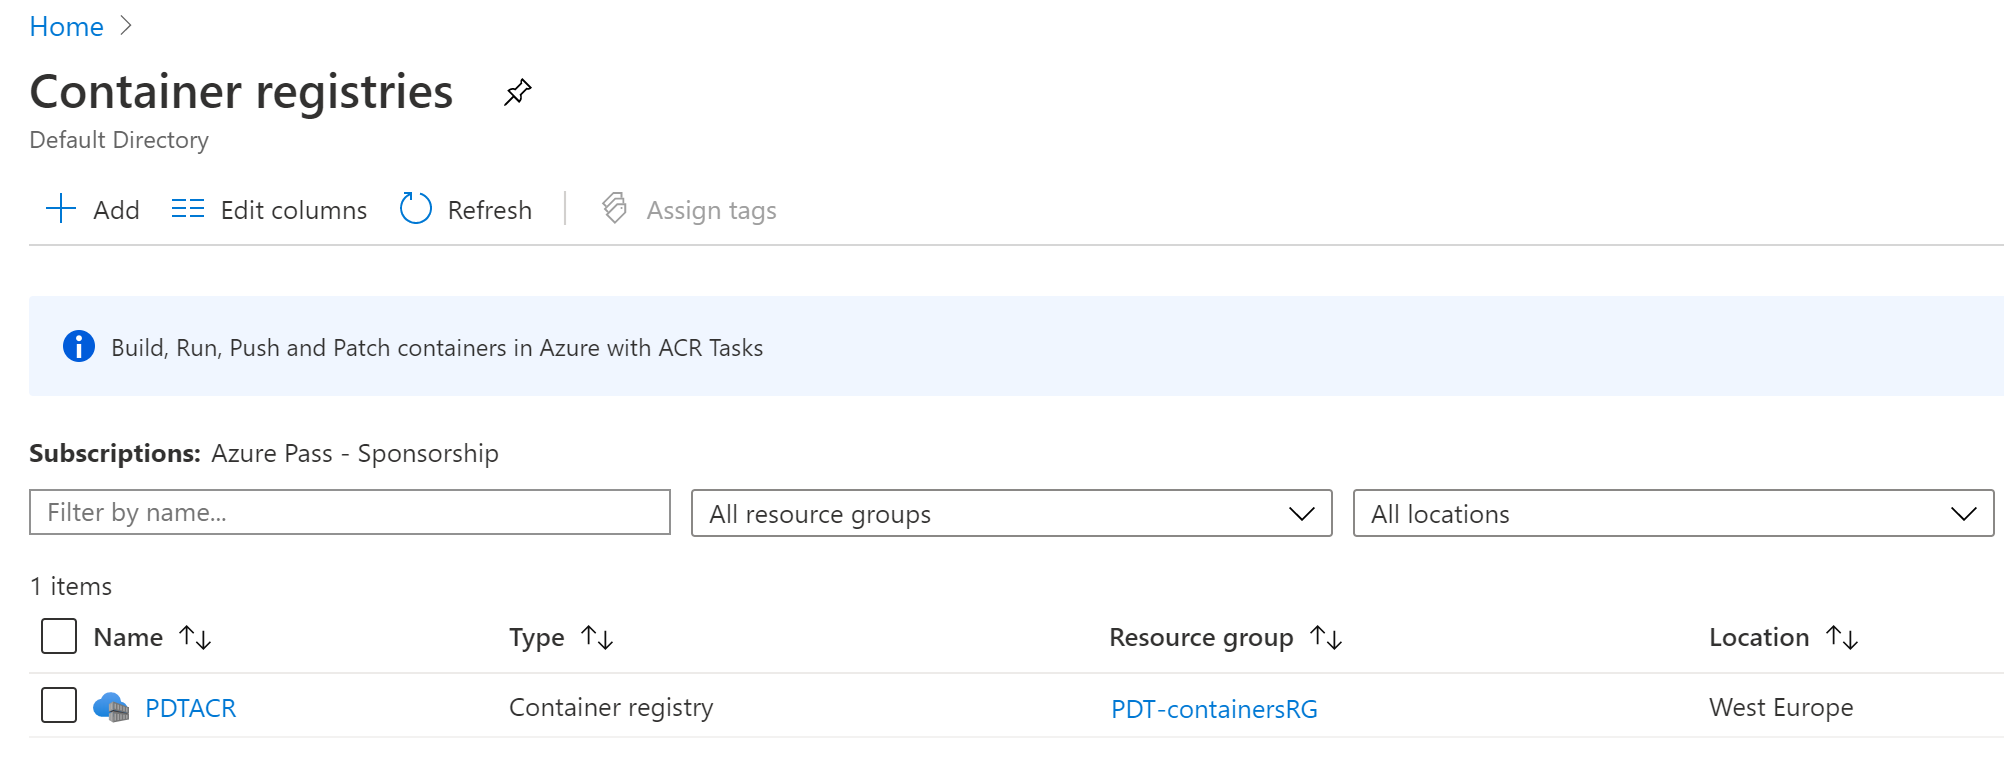 Home
Container registries
Default Directory
Add Edit columns Refresh Assign tags
Build, Run, Push and Patch containers in Azure with ACR Tasks
Subscriptions: Azure Pass - Sponsorship
Filter by name... All resource groups All locations
1 items
Name Type Resource group Location
PDTACR Container registry PDT-containersRG West Europe